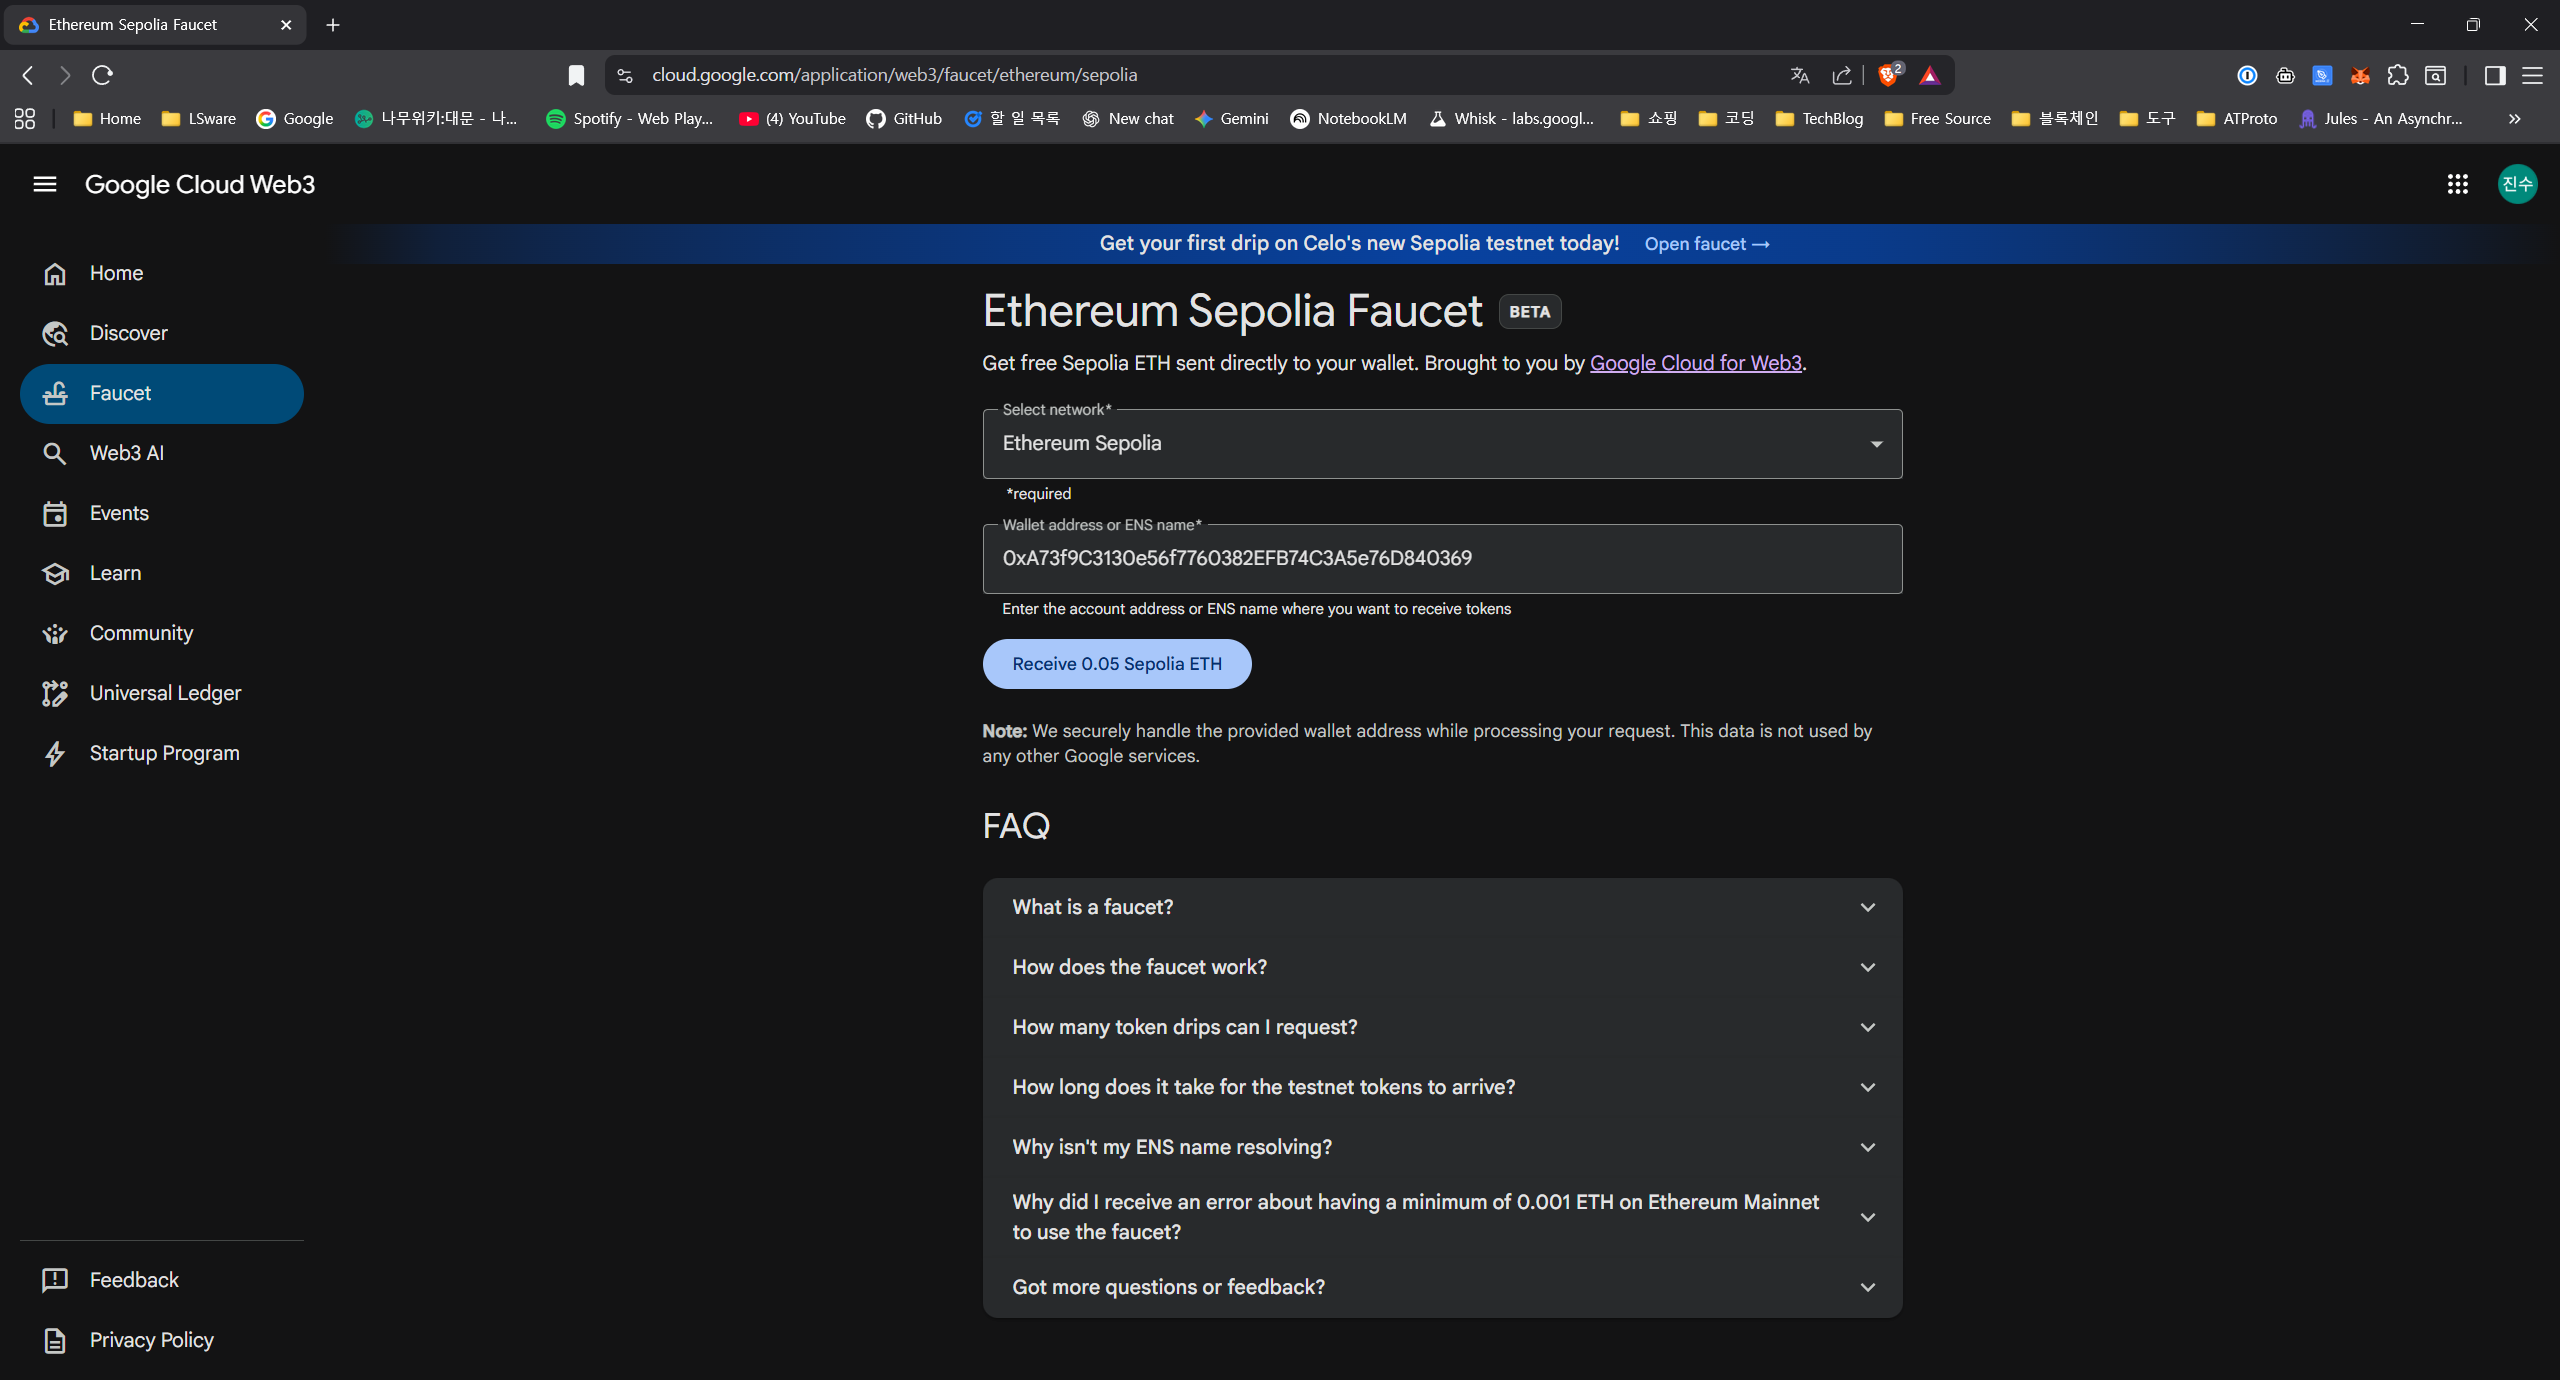 Ethereum Sepolia Faucet
cloud.google.com/application/web3/faucet/ethereum/sepolia
2
Home
LSware
Google
나무위키:대문 - 나...
Spotify - Web Play...
(4) YouTube
GitHub
할 일 목록
New chat
Gemini
NotebookLM
Whisk - labs.googl...
쇼핑
코딩
TechBlog
Free Source
블록체인
도구
ATProto
Jules - An Asynchr...
Google Cloud Web3
진수
Get your first drip on Celo's new Sepolia testnet today! Open faucet →
Home
Discover
Faucet
Web3 AI
Events
Learn
Community
Universal Ledger
Startup Program
Feedback
Privacy Policy
Ethereum Sepolia Faucet BETA
Get free Sepolia ETH sent directly to your wallet. Brought to you by Google Cloud for Web3.
Select network*
Ethereum Sepolia
*required
Wallet address or ENS name*
0xA73f9C3130e56f7760382EFB74C3A5e76D840369
Enter the account address or ENS name where you want to receive tokens
Receive 0.05 Sepolia ETH
Note: We securely handle the provided wallet address while processing your request. This data is not used by
any other Google services.
FAQ
What is a faucet?
How does the faucet work?
How many token drips can I request?
How long does it take for the testnet tokens to arrive?
Why isn't my ENS name resolving?
Why did I receive an error about having a minimum of 0.001 ETH on Ethereum Mainnet
to use the faucet?
Got more questions or feedback?